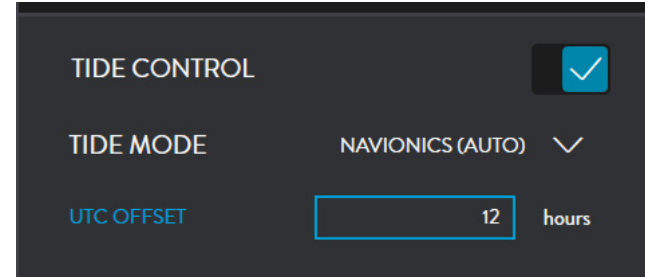 TIDE CONTROL
TIDE MODE NAVIONICS (AUTO)
UTC OFFSET 12 hours